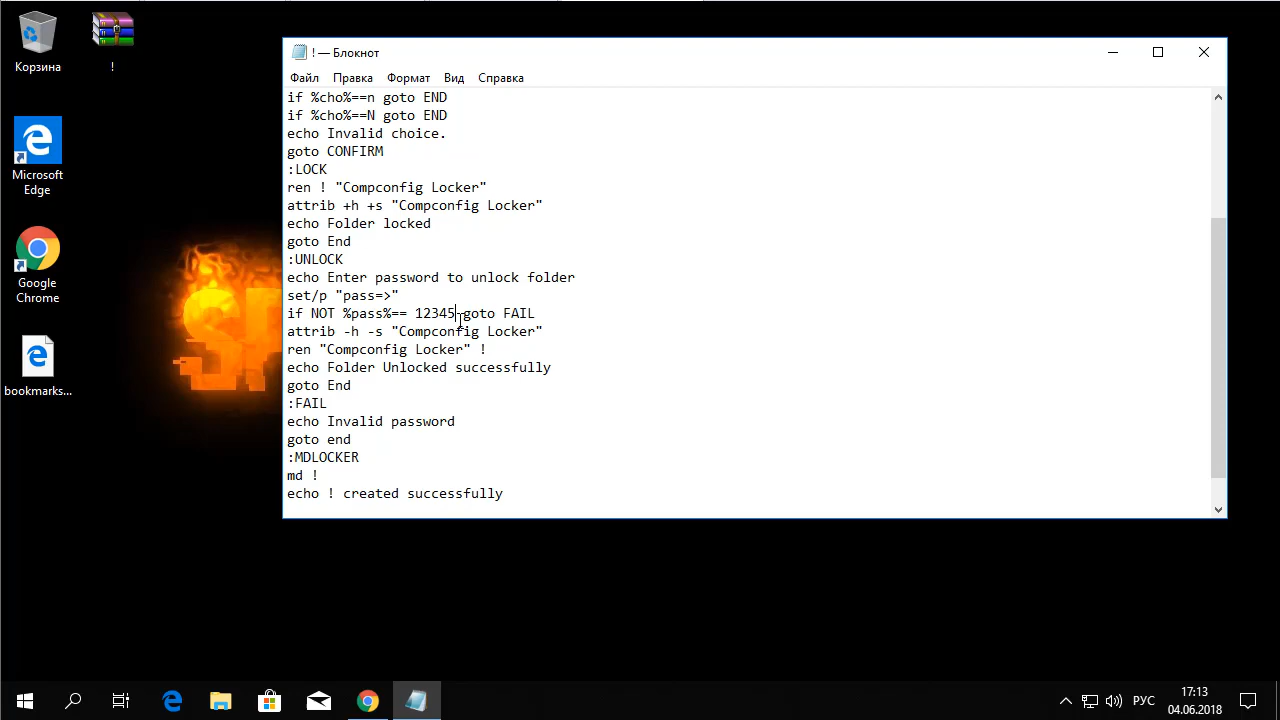 Корзина
!
Microsoft
Edge
Google
Chrome
bookmarks...
! — Блокнот
Файл Правка Формат Вид Справка
if %cho%==n goto END
if %cho%==N goto END
echo Invalid choice.
goto CONFIRM
:LOCK
ren ! "Compconfig Locker"
attrib +h +s "Compconfig Locker"
echo Folder locked
goto End
:UNLOCK
echo Enter password to unlock folder
set/p "pass=>"
if NOT %pass%== 12345 goto FAIL
attrib -h -s "Compconfig Locker"
ren "Compconfig Locker" !
echo Folder Unlocked successfully
goto End
:FAIL
echo Invalid password
goto end
:MDLOCKER
md !
echo ! created successfully
РУС
17:13
04.06.2018